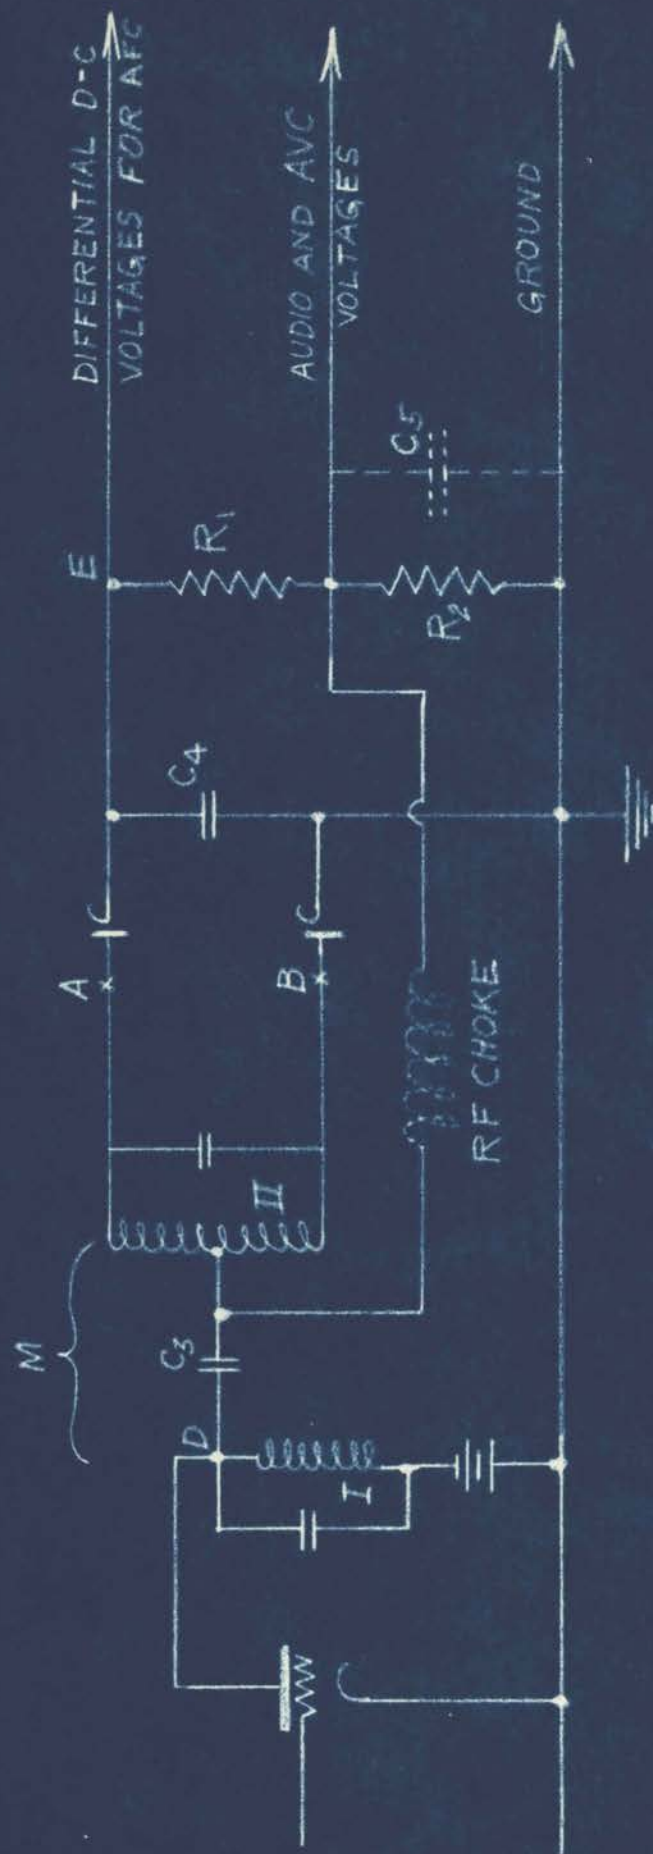 DIFFERENTIAL D-C
VOLTAGES FOR AFC
AUDIO AND AVC
VOLTAGES
GROUND
M
D
C3
I
II
A
B
C4
RF CHOKE
E
R1
R2
C5